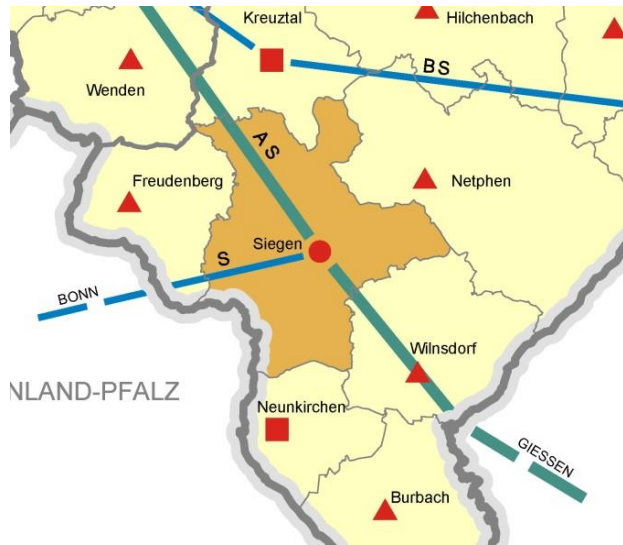 Kreuztal
Hilchenbach
Wenden
BS
AS
Freudenberg
Netphen
Siegen
S
BONN
Wilnsdorf
NLAND-PFALZ
Neunkirchen
GIESSEN
Burbach